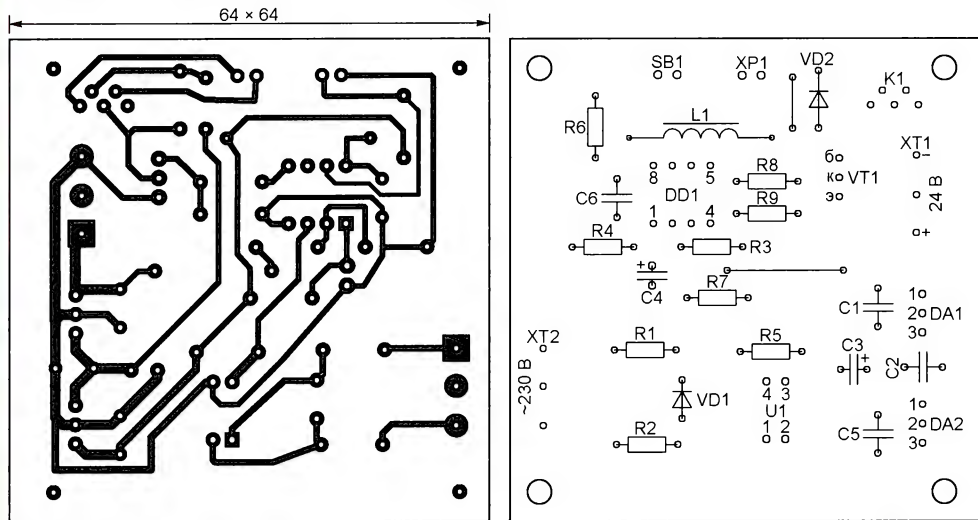 64 × 64
SB1
XP1
VD2
K1
R6
L1
XT1
8
5
DD1
1
4
R8
R9
б
к
э
VT1
−
24 В
+
C6
R4
R3
+
C4
R7
C1
1
2
3
DA1
XT2
~230 В
R1
R5
C3
+
C2
VD1
4
3
U1
1
2
R2
C5
1
2
3
DA2